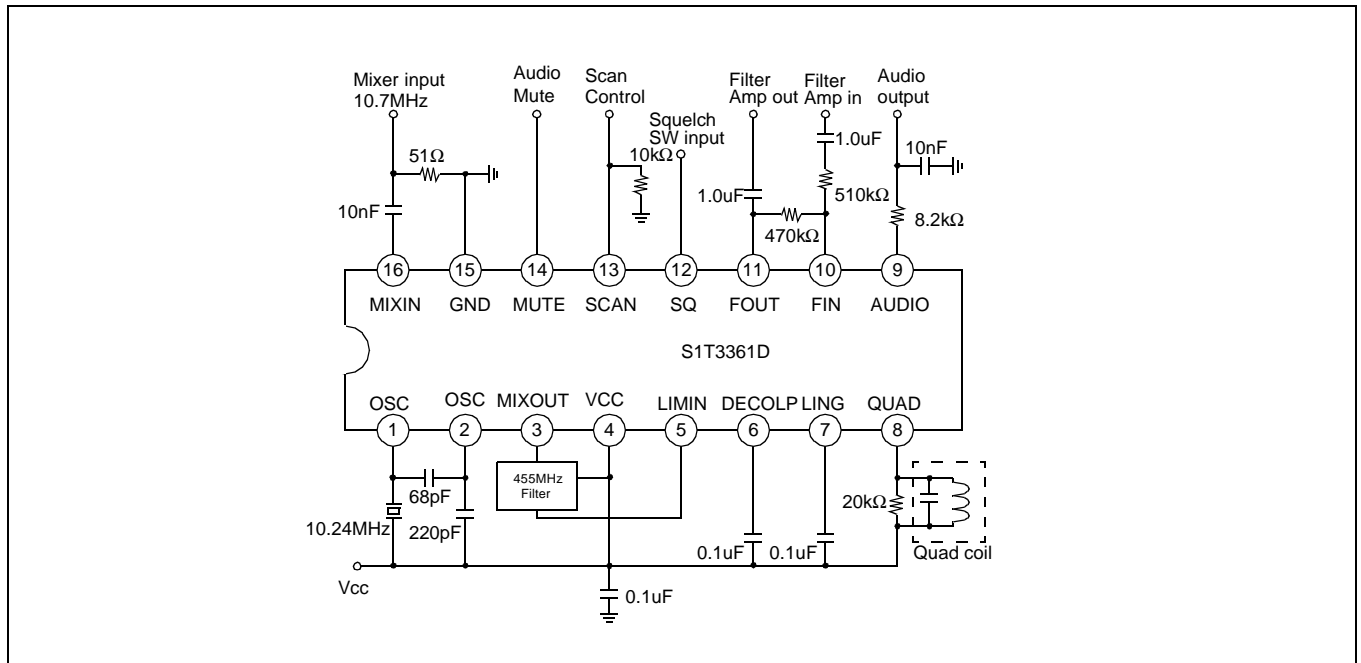 Mixer input
10.7MHz
Audio
Mute
Scan
Control
Squelch
SW input
Filter
Amp out
Filter
Amp in
Audio
output
51Ω
10nF
10kΩ
1.0uF
470kΩ
1.0uF
510kΩ
10nF
8.2kΩ
16
15
14
13
12
11
10
9
MIXIN
GND
MUTE
SCAN
SQ
FOUT
FIN
AUDIO
S1T3361D
OSC
OSC
MIXOUT
VCC
LIMIN
DECOLP
LING
QUAD
1
2
3
4
5
6
7
8
68pF
10.24MHz
220pF
455MHz
Filter
0.1uF
0.1uF
20kΩ
Quad coil
Vcc
0.1uF